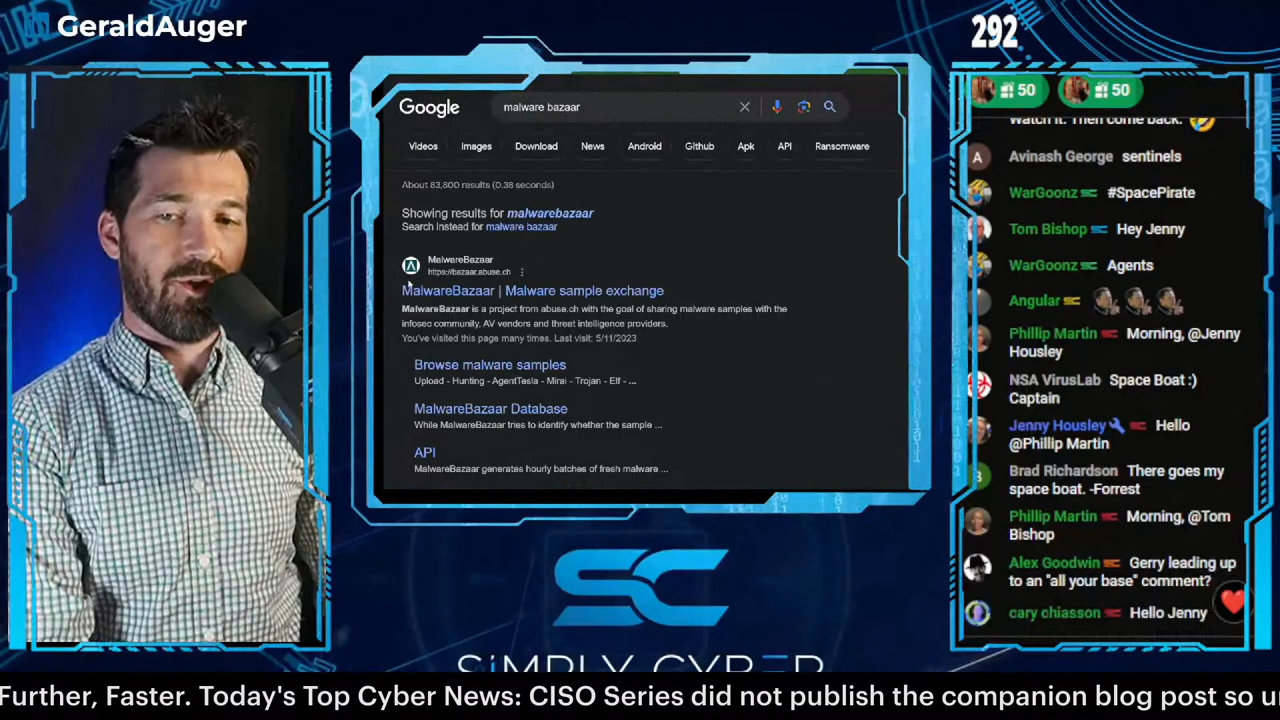 GeraldAuger
292
Google
malware bazaar
Videos
Images
Download
News
Android
Github
Apk
API
Ransomware
About 83,800 results (0.38 seconds)
Showing results for malwarebazaar
Search instead for malware bazaar
MalwareBazaar
https://bazaar.abuse.ch
MalwareBazaar | Malware sample exchange
MalwareBazaar is a project from abuse.ch with the goal of sharing malware samples with the
infosec community, AV vendors and threat intelligence providers.
You've visited this page many times. Last visit: 5/11/2023
Browse malware samples
Upload - Hunting - AgentTesla - Mirai - Trojan - Elf - ...
MalwareBazaar Database
While MalwareBazaar tries to identify whether the sample ...
API
MalwareBazaar generates hourly batches of fresh malware ...
50
50
watch it. Then come back.
A
Avinash George sentinels
WarGoonz #SpacePirate
Tom Bishop Hey Jenny
WarGoonz Agents
Angular
Phillip Martin Morning, @Jenny
Housley
NSA VirusLab Space Boat :)
Captain
Jenny Housley Hello
@Phillip Martin
Brad Richardson There goes my
space boat. -Forrest
Phillip Martin Morning, @Tom
Bishop
Alex Goodwin Gerry leading up
to an "all your base" comment?
cary chiasson Hello Jenny
SC
SIMPLY CYBER
Further, Faster. Today's Top Cyber News: CISO Series did not publish the companion blog post so u